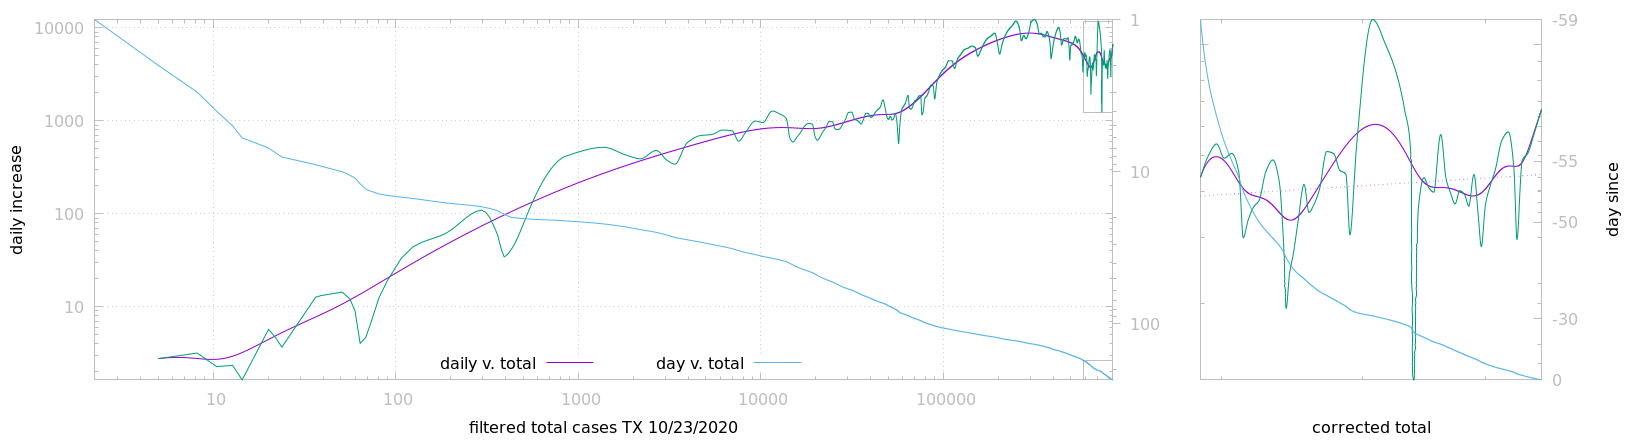 10000
1000
100
10
daily increase
10
100
1000
10000
100000
filtered total cases TX 10/23/2020
daily v. total
day v. total
1
10
100
-59
-55
-50
-30
0
day since
corrected total